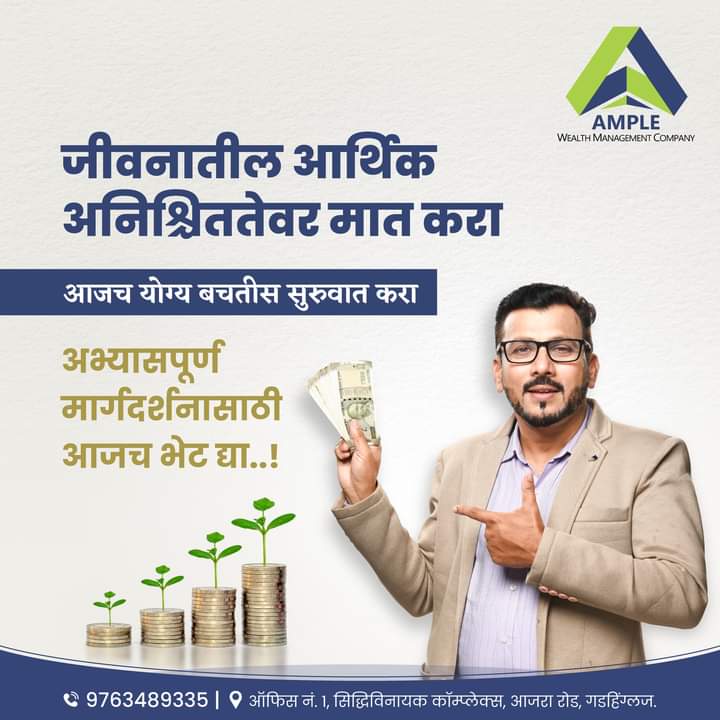 AMPLE
WEALTH MANAGEMENT COMPANY
जीवनातील आर्थिक
अनिश्चिततेवर मात करा
आजच योग्य बचतीस सुरुवात करा
अभ्यासपूर्ण
मार्गदर्शनासाठी
आजच भेट द्या..!
9763489335 | ऑफिस नं. १, सिद्धिविनायक कॉम्प्लेक्स, आजरा रोड, गडहिंग्लज.